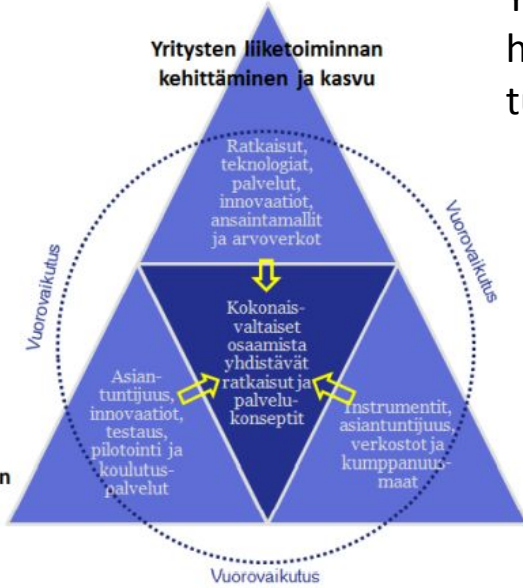 Yritysten liiketoiminnan
kehittäminen ja kasvu
Ratkaisut,
teknologiat,
palvelut,
innovaatiot,
ansaintamallit
ja arvoverkot
Vuorovaikutus
Vuorovaikutus
Kokonais-
valtaiset
osaamista
yhdistävät
ratkaisut ja
palvelu-
konseptit
Asian-
tuntijuus,
innovaatiot,
testaus,
pilotointi ja
koulutus-
palvelut
Instrumentit,
asiantuntijuus,
verkostot ja
kumppanuus-
maat
Vuorovaikutus